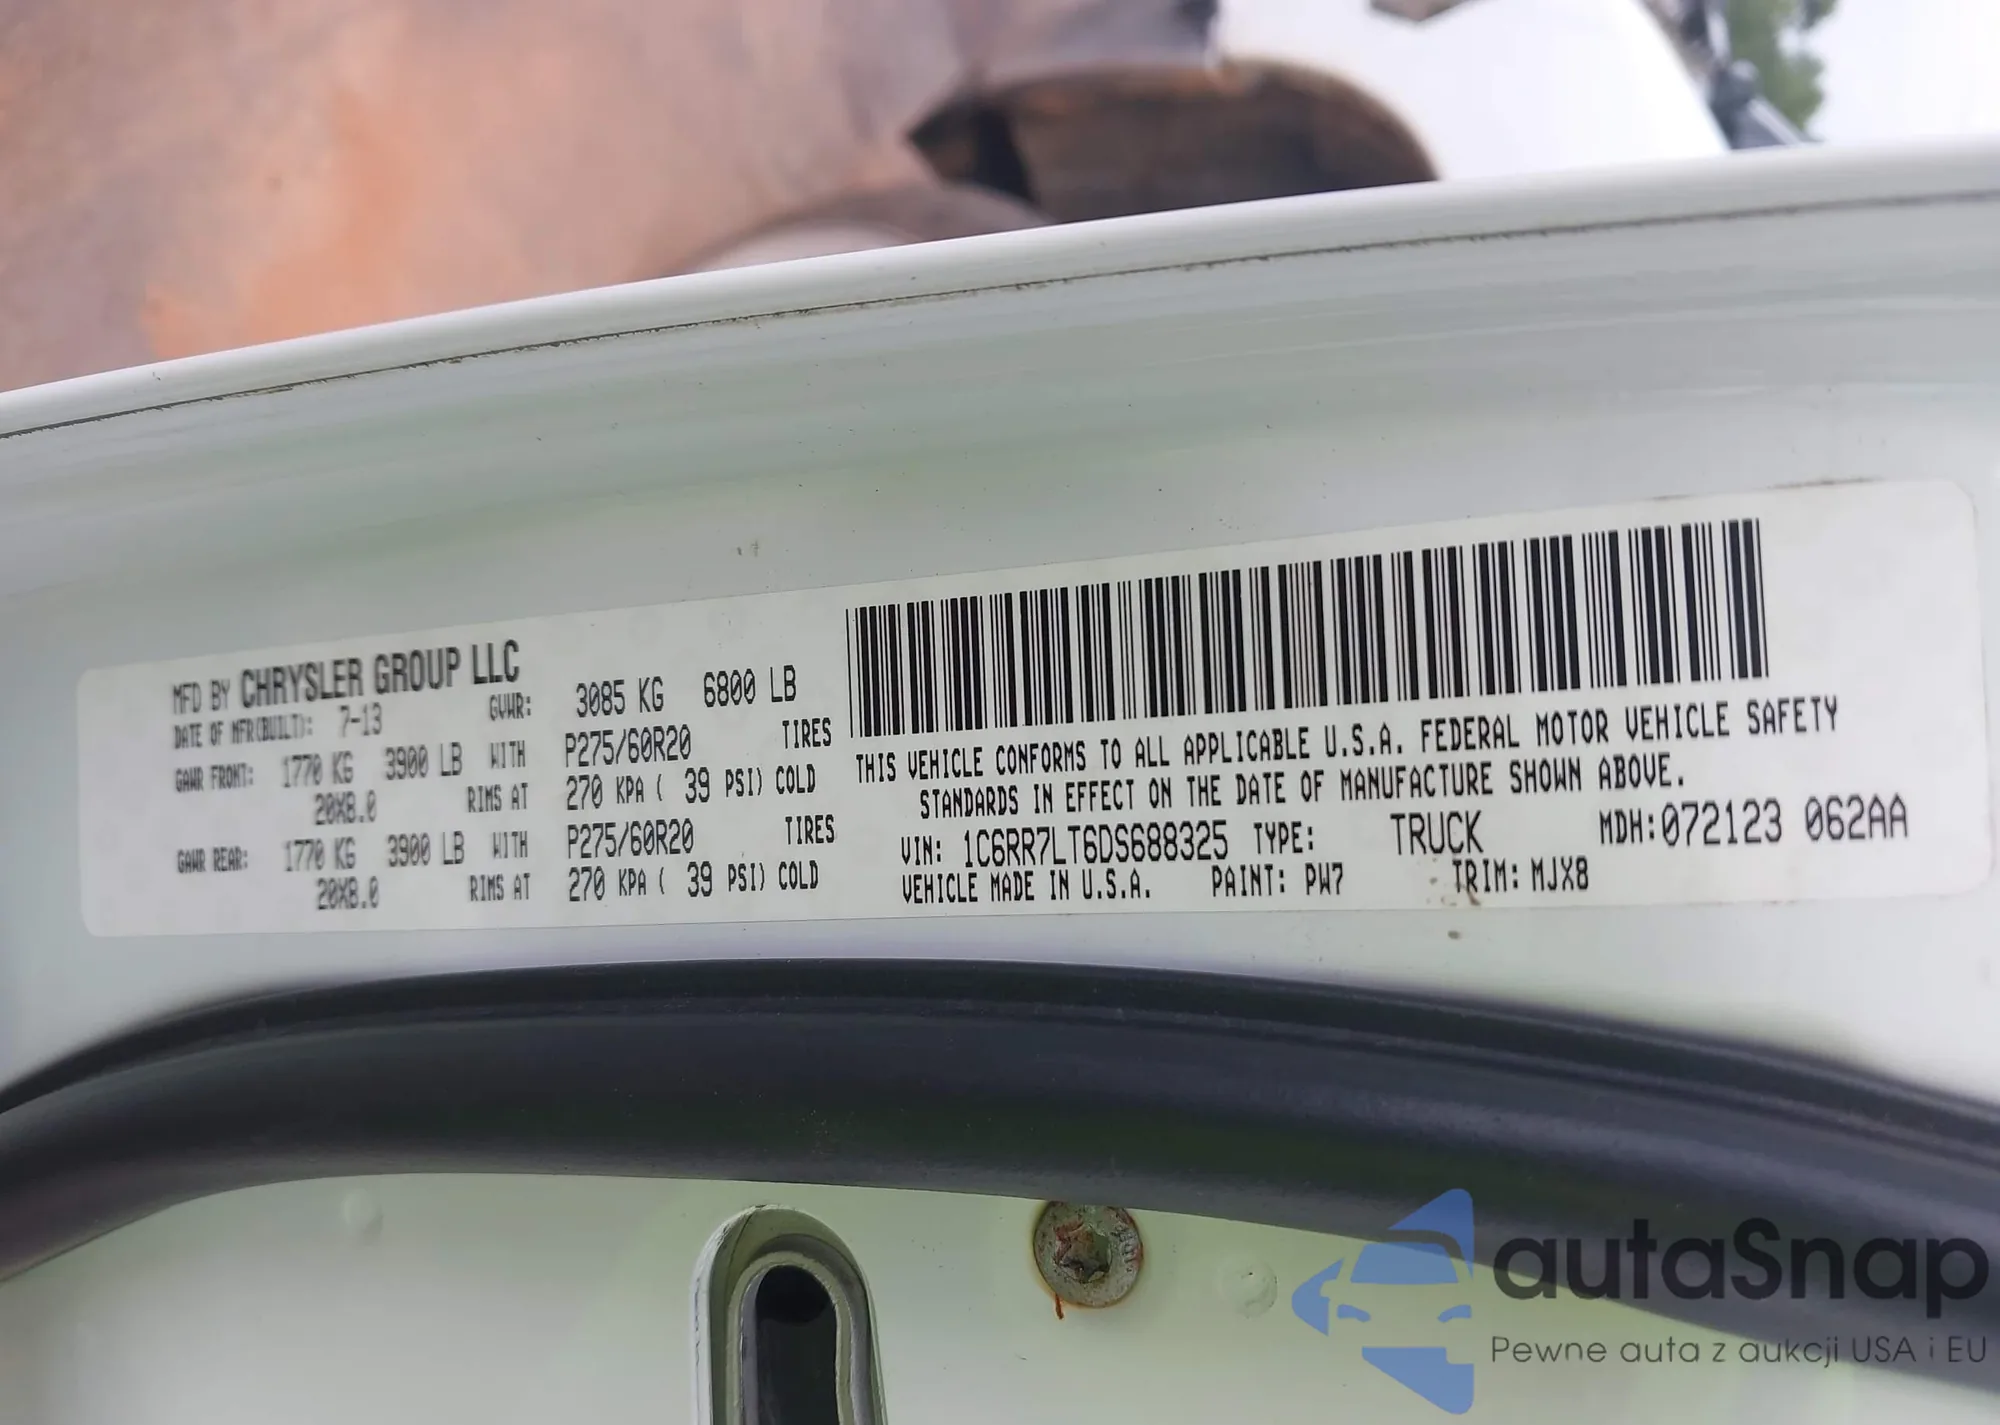 MFD BY CHRYSLER GROUP LLC
DATE OF MFR(BUILT): 7-13 GVWR: 3085 KG 6800 LB
GAWR FRONT: 1770 KG 3900 LB WITH P275/60R20 TIRES
20X8.0 RIMS AT 270 KPA ( 39 PSI) COLD
GAWR REAR: 1770 KG 3900 LB WITH P275/60R20 TIRES
20X8.0 RIMS AT 270 KPA ( 39 PSI) COLD
THIS VEHICLE CONFORMS TO ALL APPLICABLE U.S.A. FEDERAL MOTOR VEHICLE SAFETY
STANDARDS IN EFFECT ON THE DATE OF MANUFACTURE SHOWN ABOVE.
VIN: 1C6RR7LT6DS688325 TYPE: TRUCK MDH:072123 062AA
VEHICLE MADE IN U.S.A. PAINT: PW7 TRIM: MJX8
autaSnap
Pewne auta z aukcji USA i EU